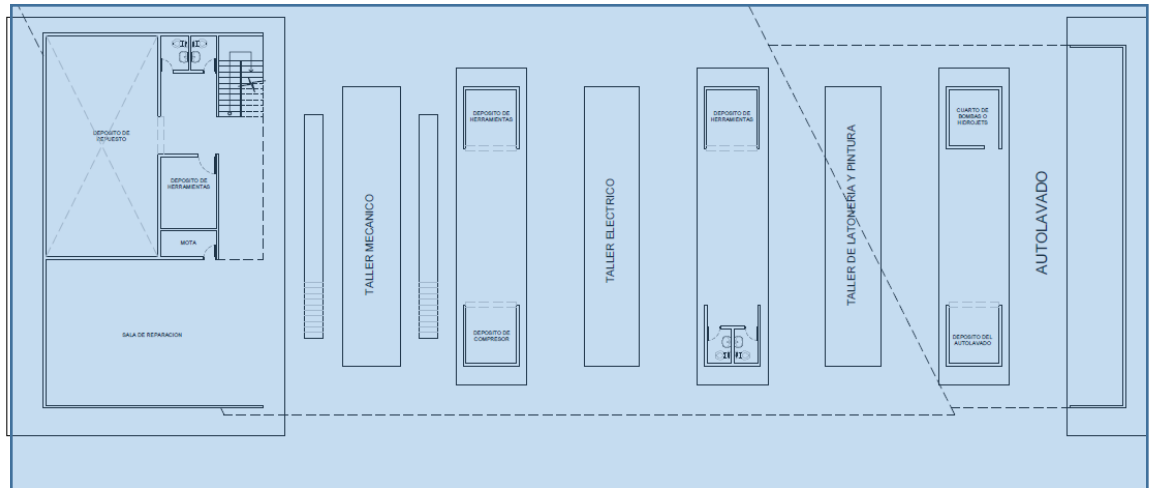 DEPOSITO DE
REPUESTO
DEPOSITO DE
HERRAMIENTAS
MOTA
SALA DE REPARACION
TALLER MECANICO
DEPOSITO DE
HERRAMIENTAS
DEPOSITO DE
COMPRESOR
TALLER ELECTRICO
DEPOSITO DE
HERRAMIENTAS
TALLER DE LATONERIA Y PINTURA
CUARTO DE
BOMBAS O
HIDROJETS
DEPOSITO DEL
AUTOLAVADO
AUTOLAVADO